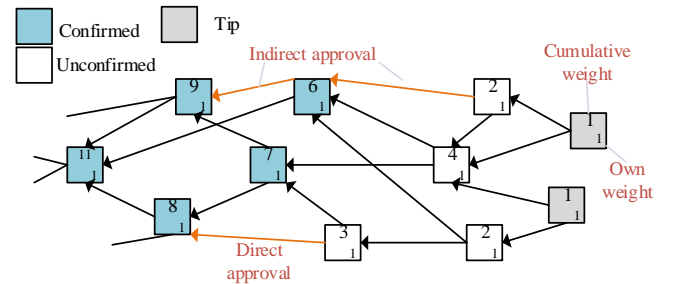 Confirmed
Tip
Unconfirmed
Indirect approval
Cumulative
weight
9
1
6
1
2
1
1
1
11
1
7
1
4
1
Own
weight
8
1
1
1
3
1
2
1
Direct
approval